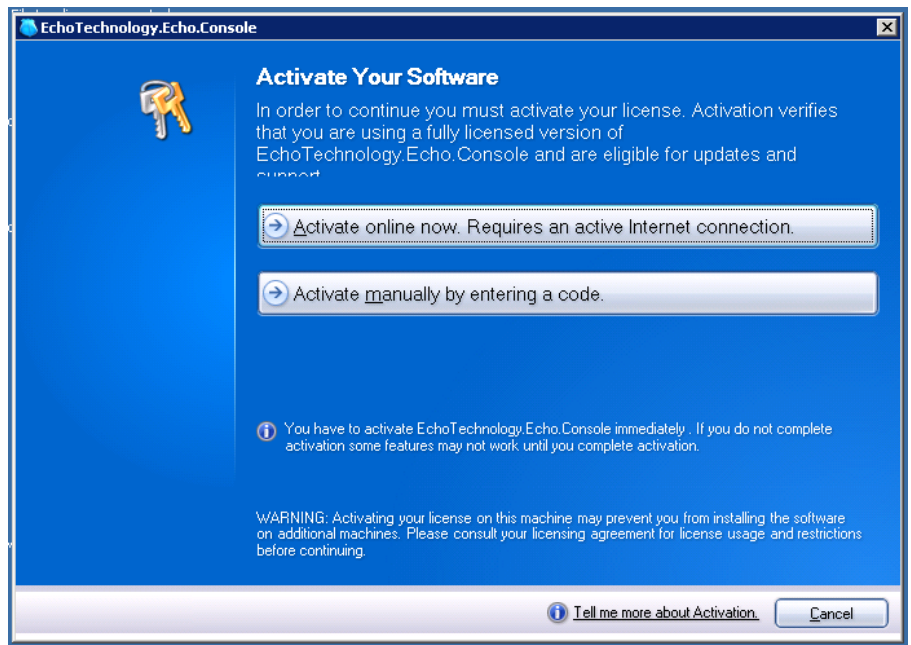 EchoTechnology.Echo.Console
Activate Your Software
In order to continue you must activate your license. Activation verifies
that you are using a fully licensed version of
EchoTechnology.Echo.Console and are eligible for updates and
support
Activate online now. Requires an active Internet connection.
Activate manually by entering a code.
You have to activate EchoTechnology.Echo.Console immediately . If you do not complete
activation some features may not work until you complete activation.
WARNING: Activating your license on this machine may prevent you from installing the software
on additional machines. Please consult your licensing agreement for license usage and restrictions
before continuing.
Tell me more about Activation.
Cancel